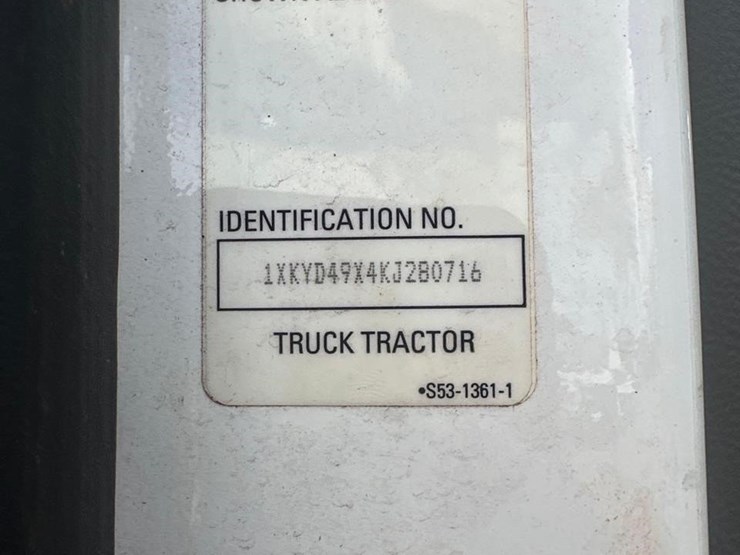 IDENTIFICATION NO.
1XKYD49X4KJ280716
TRUCK TRACTOR
•S53-1361-1